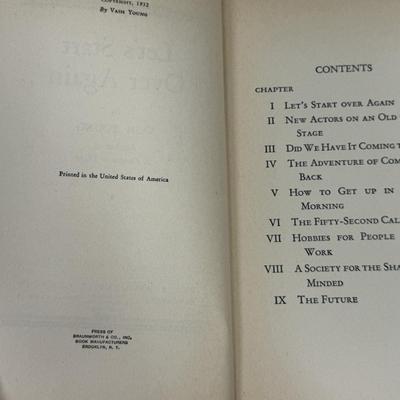 Copyright, 1932
By Vash Young
Printed in the United States of America
PRESS OF
BRAUNWORTH & CO., INC.
BOOK MANUFACTURERS
BROOKLYN, N. Y.
CONTENTS
CHAPTER
I Let's Start over Again
II New Actors on an Old
Stage
III Did We Have It Coming
IV The Adventure of
Back
V How to Get up in
Morning
VI The Fifty-Second
VII Hobbies for People
Work
VIII A Society for the
Minded
IX The Future